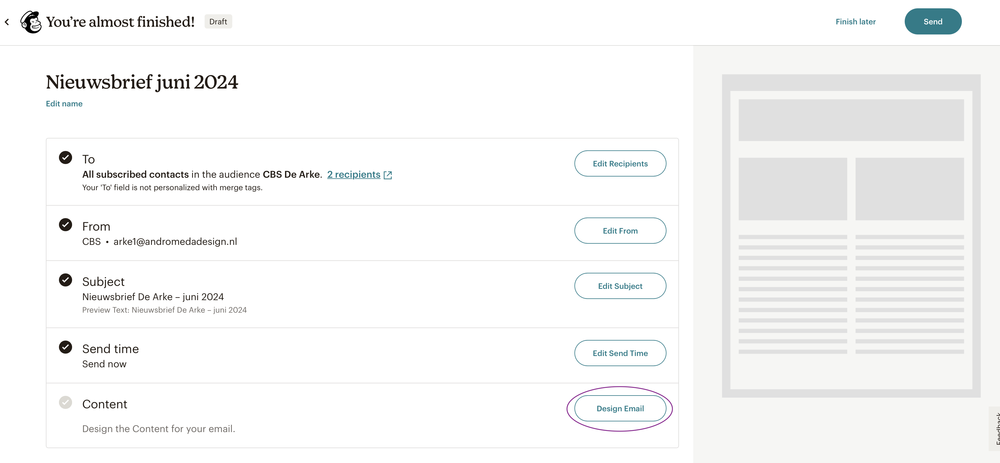 You’re almost finished!
Draft
Finish later
Send
Nieuwsbrief juni 2024
Edit name
To
All subscribed contacts in the audience CBS De Arke. 2 recipients
Your 'To' field is not personalized with merge tags.
Edit Recipients
From
CBS • arke1@andromedadesign.nl
Edit From
Subject
Nieuwsbrief De Arke – juni 2024
Preview Text: Nieuwsbrief De Arke – juni 2024
Edit Subject
Send time
Send now
Edit Send Time
Content
Design the Content for your email.
Design Email
Feedback